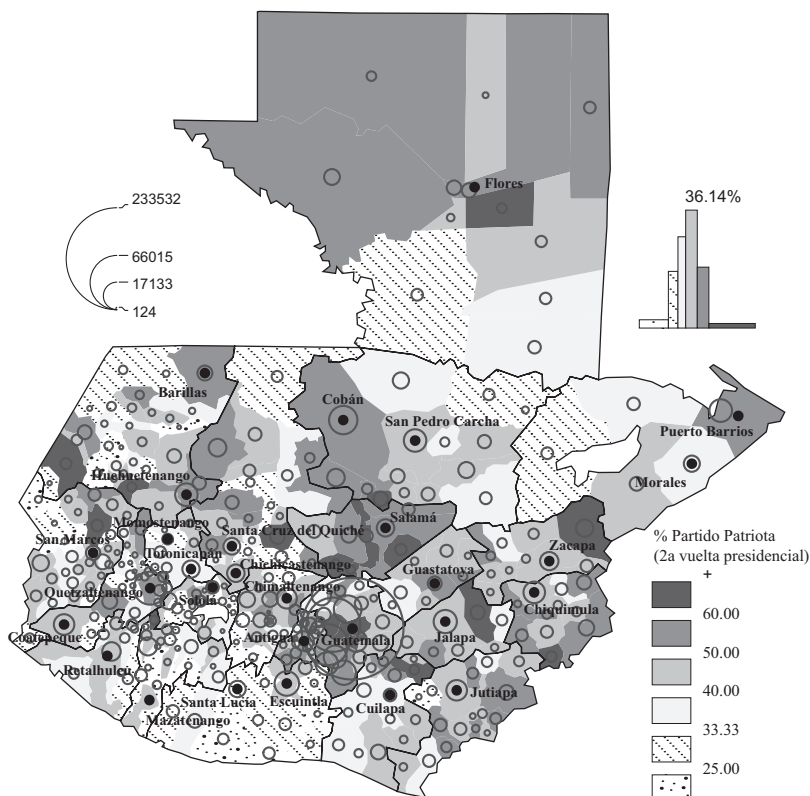 233532
66015
17133
124
36.14%
Flores
Barillas
Cobán
San Pedro Carcha
Puerto Barrios
Morales
Huehuetenango
Momostenango
San Marcos
Santa Cruz del Quiché
Salamá
Totonicapán
Chichicastenango
Zacapa
Guastatoya
Quetzaltenango
Sololá
Chimaltenango
Chiquimula
Coatepeque
Antigua
Guatemala
Jalapa
Retalhuleu
Santa Lucía
Escuintla
Mazatenango
Cuilapa
Jutiapa
% Partido Patriota
(2a vuelta presidencial)
+
60.00
50.00
40.00
33.33
25.00